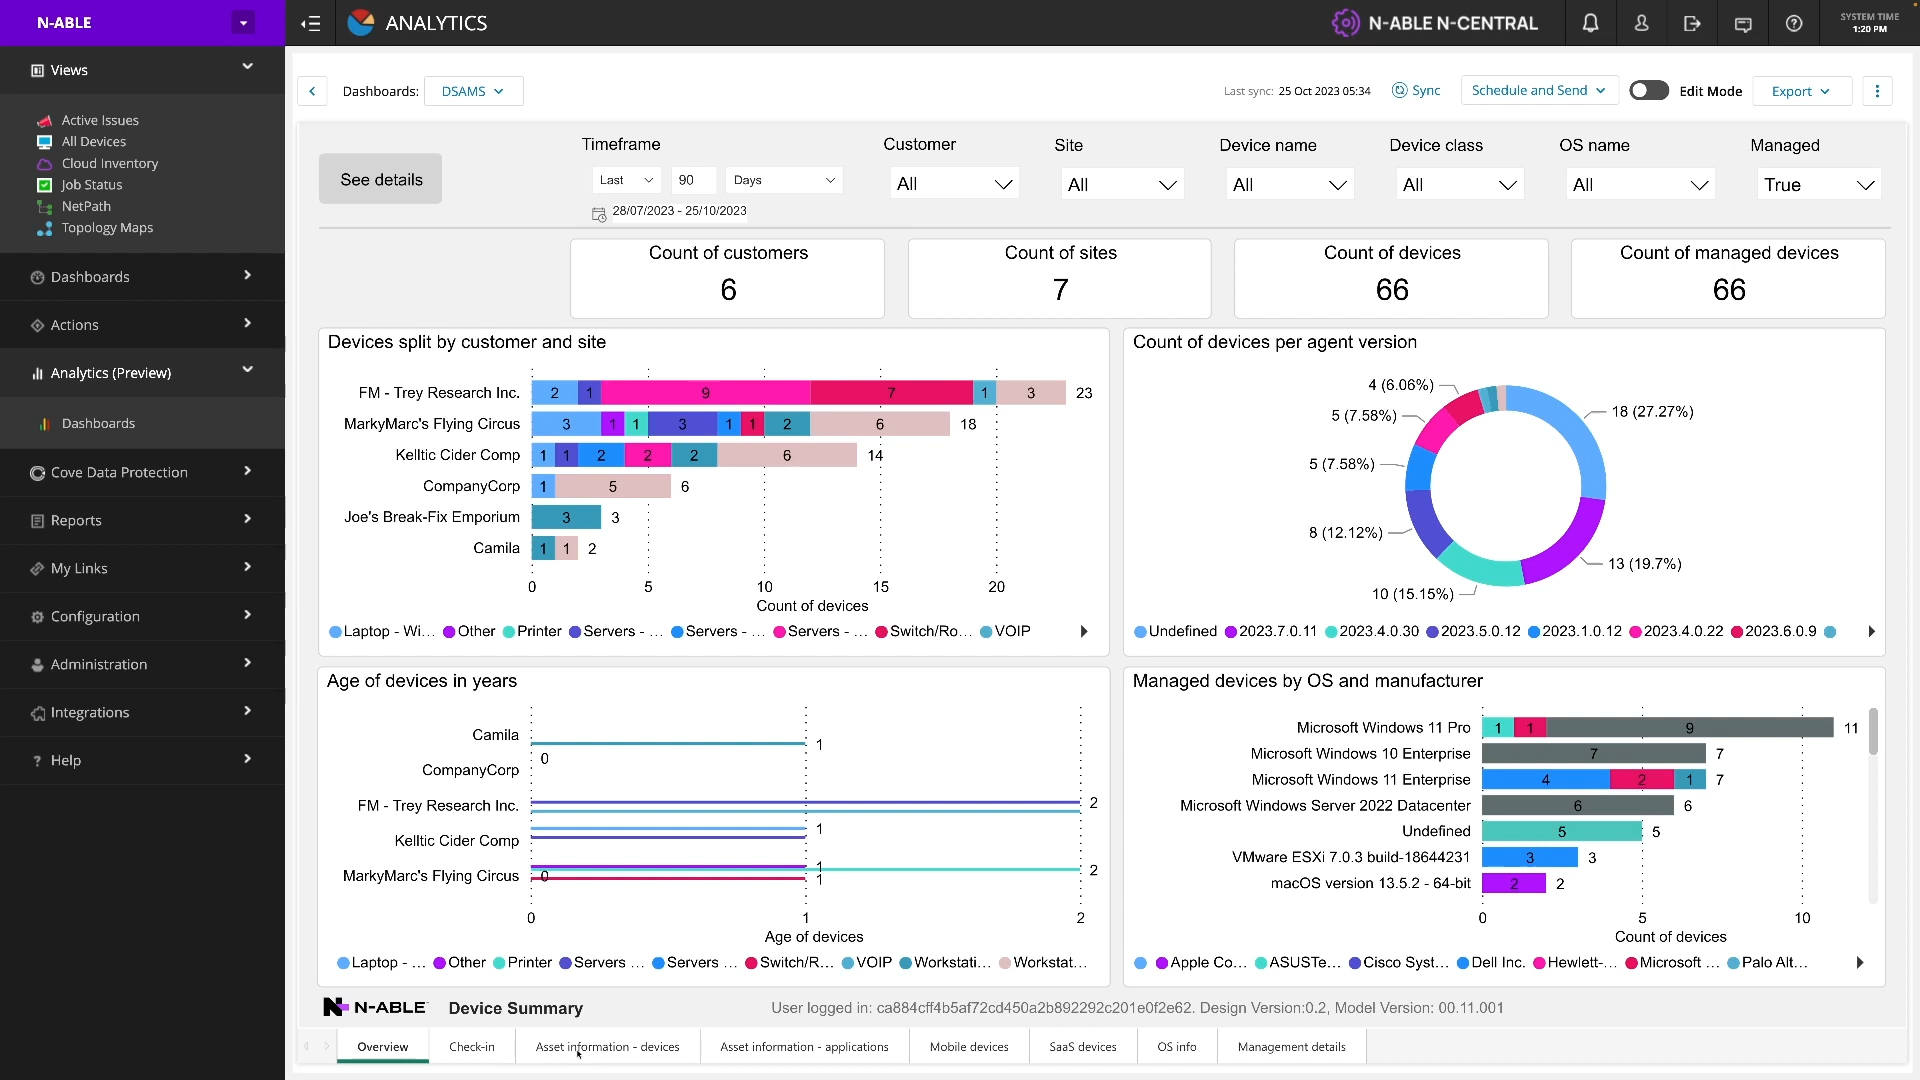 N-ABLE
ANALYTICS
N-ABLE N-CENTRAL
SYSTEM TIME
1:20 PM
Views
Active Issues
All Devices
Cloud Inventory
Job Status
NetPath
Topology Maps
Dashboards
Actions
Analytics (Preview)
Dashboards
Cove Data Protection
Reports
My Links
Configuration
Administration
Integrations
Help
Dashboards: DSAMS
Last sync: 25 Oct 2023 05:34 Sync Schedule and Send Edit Mode Export
See details
Timeframe Customer Site Device name Device class OS name Managed
Last 90 Days All All All All All True
28/07/2023 - 25/10/2023
Count of customers
6
Count of sites
7
Count of devices
66
Count of managed devices
66
Devices split by customer and site
FM - Trey Research Inc. 2 1 9 7 1 3 23
MarkyMarc's Flying Circus 3 1 1 3 1 1 2 6 18
Kelltic Cider Comp 1 1 2 2 2 6 14
CompanyCorp 1 5 6
Joe's Break-Fix Emporium 3 3
Camila 1 1 2
0 5 10 15 20
Count of devices
Laptop - Wi... Other Printer Servers - ... Servers - ... Servers - ... Switch/Ro... VOIP
Count of devices per agent version
4 (6.06%)
18 (27.27%)
5 (7.58%)
5 (7.58%)
8 (12.12%)
13 (19.7%)
10 (15.15%)
Undefined 2023.7.0.11 2023.4.0.30 2023.5.0.12 2023.1.0.12 2023.4.0.22 2023.6.0.9
Age of devices in years
Camila 1
0
CompanyCorp
FM - Trey Research Inc. 2
1
Kelltic Cider Comp
1
MarkyMarc's Flying Circus 0 2
1
0 1 2
Age of devices
Laptop - ... Other Printer Servers ... Servers ... Switch/R... VOIP Workstati... Workstat...
Managed devices by OS and manufacturer
Microsoft Windows 11 Pro 1 1 9 11
Microsoft Windows 10 Enterprise 7 7
Microsoft Windows 11 Enterprise 4 2 1 7
Microsoft Windows Server 2022 Datacenter 6 6
Undefined 5 5
VMware ESXi 7.0.3 build-18644231 3 3
macOS version 13.5.2 - 64-bit 2 2
0 5 10
Count of devices
Apple Co... ASUSTe... Cisco Syst... Dell Inc. Hewlett-... Microsoft ... Palo Alt...
N-ABLE Device Summary User logged in: ca884cff4b5af72cd450a2b892292c201e0f2e62. Design Version:0.2, Model Version: 00.11.001
Overview Check-in Asset information - devices Asset information - applications Mobile devices SaaS devices OS info Management details